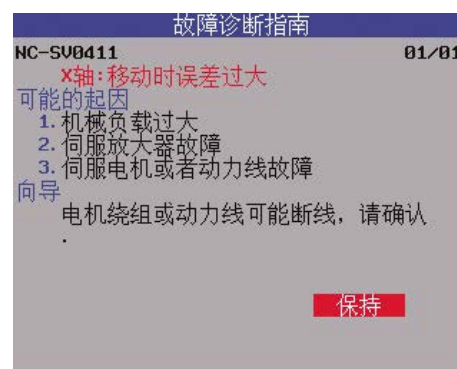 故障诊断指南
NC-SV0411 01/01
X轴:移动时误差过大
可能的起因
1. 机械负载过大
2. 伺服放大器故障
3. 伺服电机或者动力线故障
向导
电机绕组或动力线可能断线，请确认
.
保持